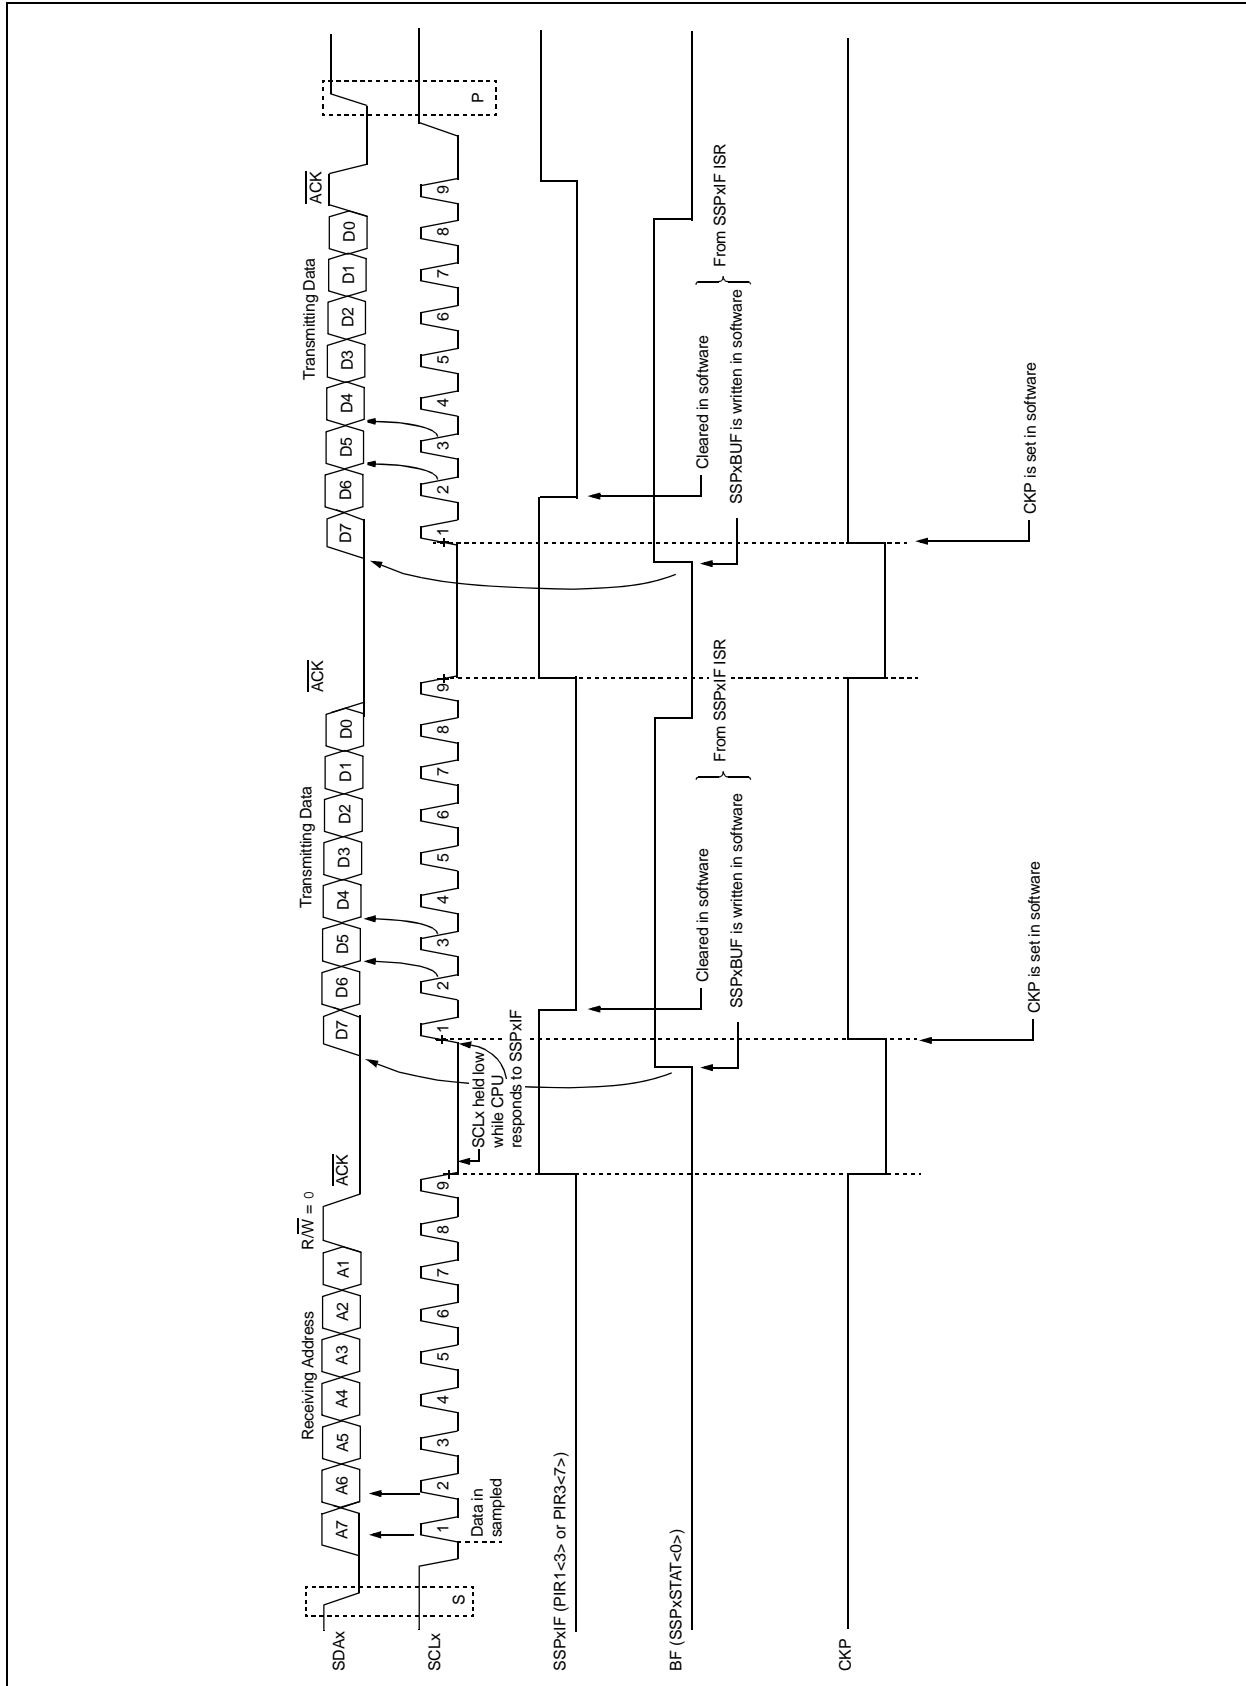 Receiving Address
R/W = 0
ACK
Transmitting Data
ACK
Transmitting Data
ACK
SDAx
A7 A6 A5 A4 A3 A2 A1
D7 D6 D5 D4 D3 D2 D1 D0
D7 D6 D5 D4 D3 D2 D1 D0
SCLx
S
1 2 3 4 5 6 7 8 9
1 2 3 4 5 6 7 8 9
1 2 3 4 5 6 7 8 9
P
Data in
sampled
SCLx held low
while CPU
responds to SSPxIF
SSPxIF (PIR1<3> or PIR3<7>)
BF (SSPxSTAT<0>)
Cleared in software
SSPxBUF is written in software
From SSPxIF ISR
Cleared in software
SSPxBUF is written in software
From SSPxIF ISR
CKP
CKP is set in software
CKP is set in software